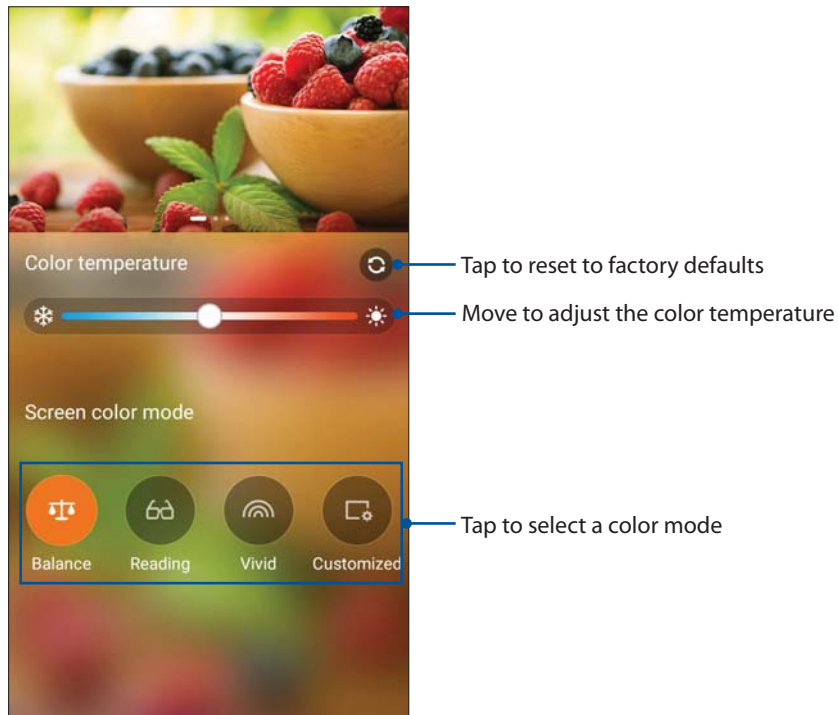 Color temperature
Tap to reset to factory defaults
Move to adjust the color temperature
Screen color mode
Tap to select a color mode
Balance Reading Vivid Customized